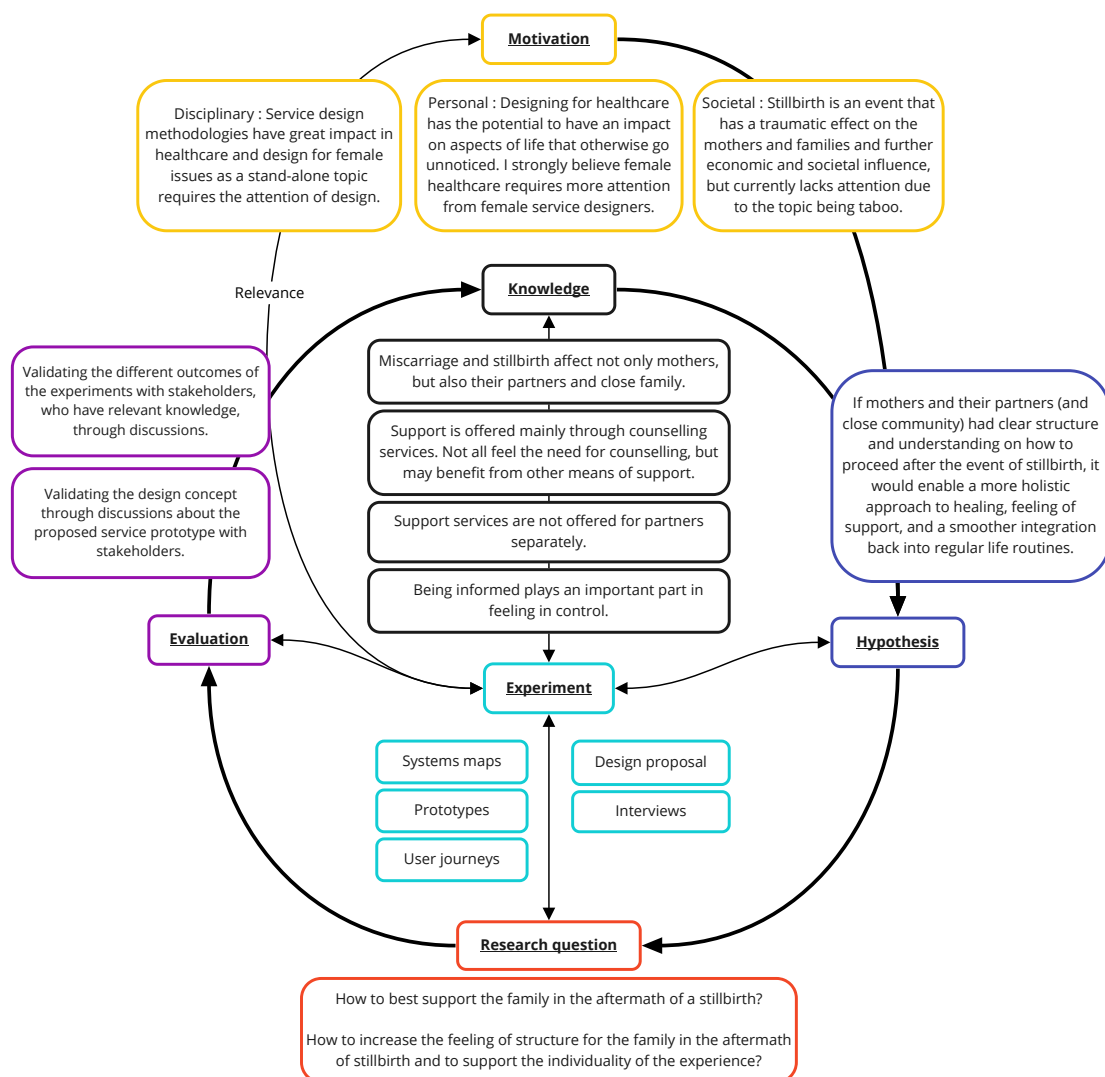 Motivation
Disciplinary : Service design
methodologies have great impact in
healthcare and design for female
issues as a stand-alone topic
requires the attention of design.
Personal : Designing for healthcare
has the potential to have an impact
on aspects of life that otherwise go
unnoticed. I strongly believe female
healthcare requires more attention
from female service designers.
Societal : Stillbirth is an event that
has a traumatic effect on the
mothers and families and further
economic and societal influence,
but currently lacks attention due
to the topic being taboo.
Relevance
Knowledge
Miscarriage and stillbirth affect not only mothers,
but also their partners and close family.
Support is offered mainly through counselling
services. Not all feel the need for counselling, but
may benefit from other means of support.
Support services are not offered for partners
separately.
Being informed plays an important part in
feeling in control.
Validating the different outcomes of
the experiments with stakeholders,
who have relevant knowledge,
through discussions.
Validating the design concept
through discussions about the
proposed service prototype with
stakeholders.
If mothers and their partners (and
close community) had clear structure
and understanding on how to
proceed after the event of stillbirth, it
would enable a more holistic
approach to healing, feeling of
support, and a smoother integration
back into regular life routines.
Evaluation
Hypothesis
Experiment
Systems maps
Prototypes
User journeys
Design proposal
Interviews
Research question
How to best support the family in the aftermath of a stillbirth?
How to increase the feeling of structure for the family in the aftermath
of stillbirth and to support the individuality of the experience?